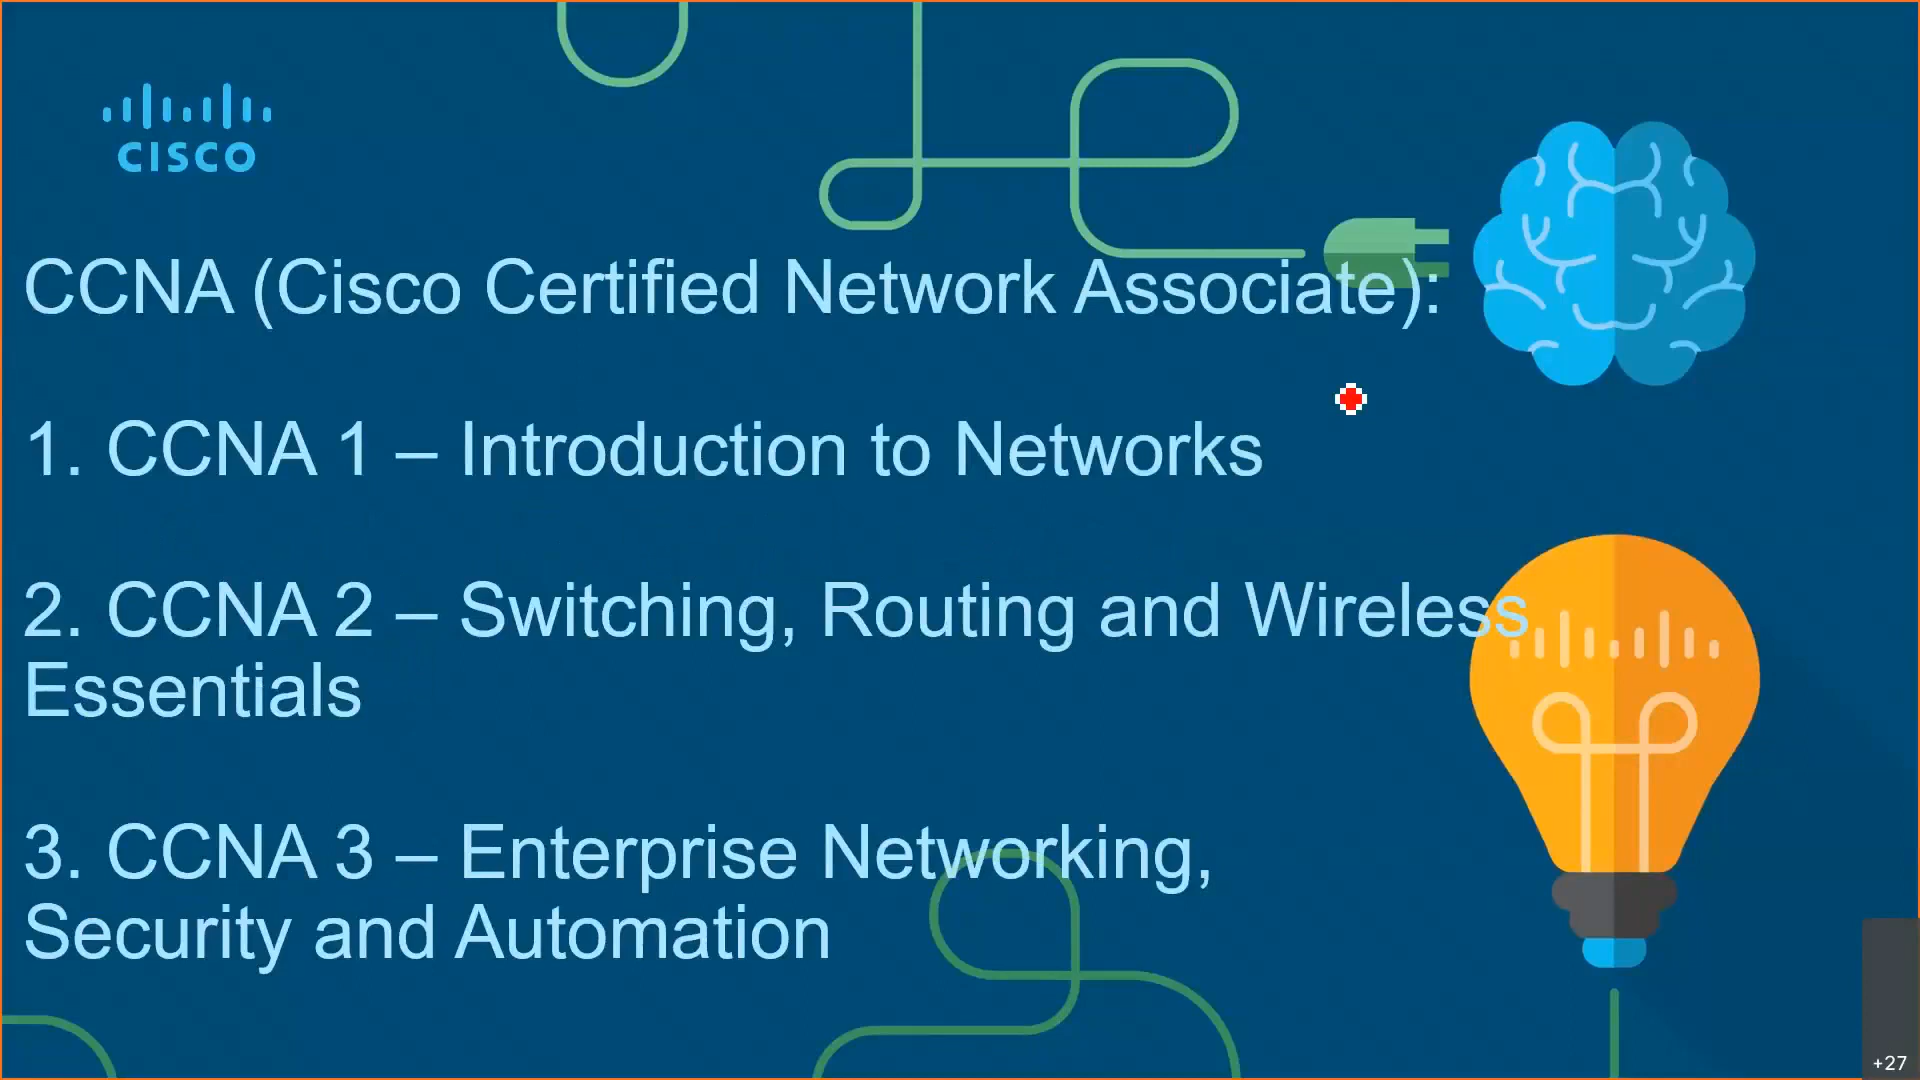 CISCO
CCNA (Cisco Certified Network Associate):
1. CCNA 1 – Introduction to Networks
2. CCNA 2 – Switching, Routing and Wireless
Essentials
3. CCNA 3 – Enterprise Networking,
Security and Automation
+27